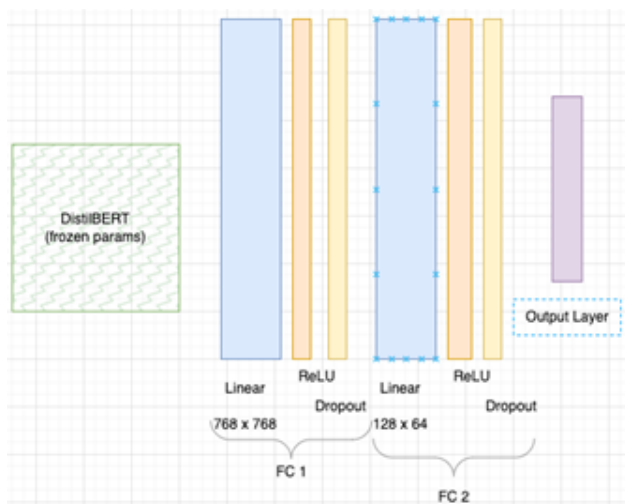 DistilBERT
(frozen params)
Output Layer
ReLU
ReLU
Linear
Linear
Dropout
Dropout
768 x 768
128 x 64
FC 1
FC 2